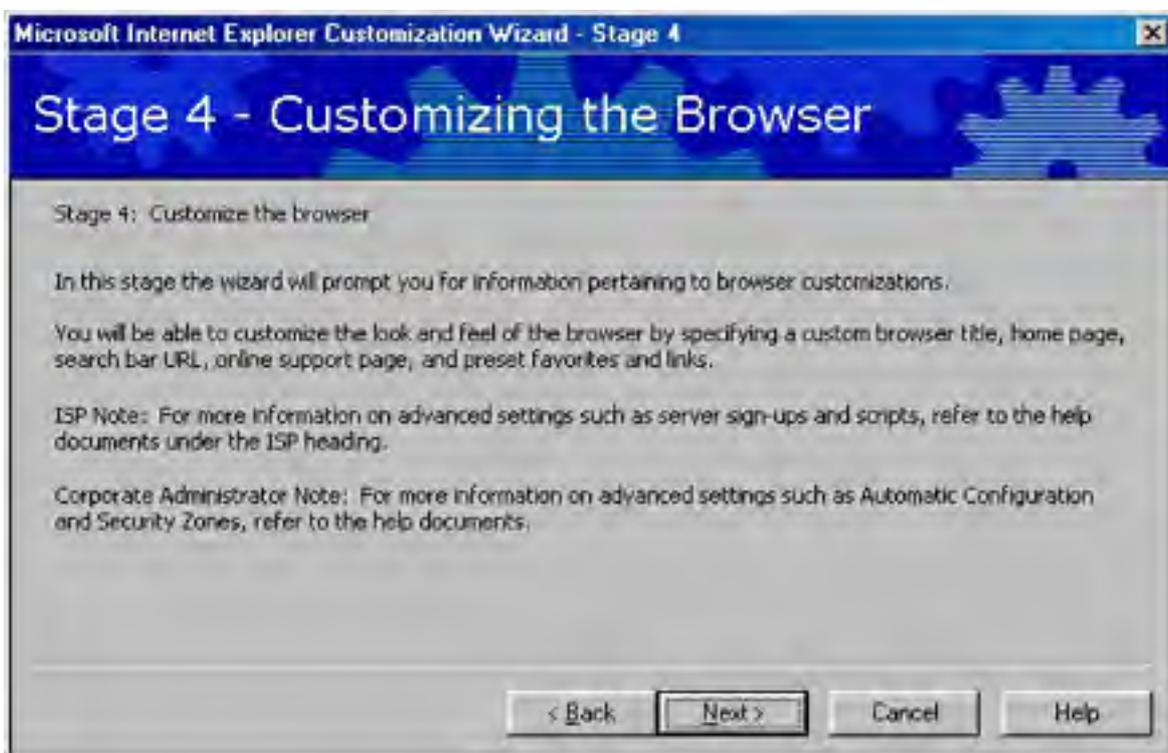 Microsoft Internet Explorer Customization Wizard - Stage 4
Stage 4 - Customizing the Browser
Stage 4: Customize the browser
In this stage the wizard will prompt you for information pertaining to browser customizations.
You will be able to customize the look and feel of the browser by specifying a custom browser title, home page,
search bar URL, online support page, and preset favorites and links.
ISP Note: For more information on advanced settings such as server sign-ups and scripts, refer to the help
documents under the ISP heading.
Corporate Administrator Note: For more information on advanced settings such as Automatic Configuration
and Security Zones, refer to the help documents.
< Back Next > Cancel Help